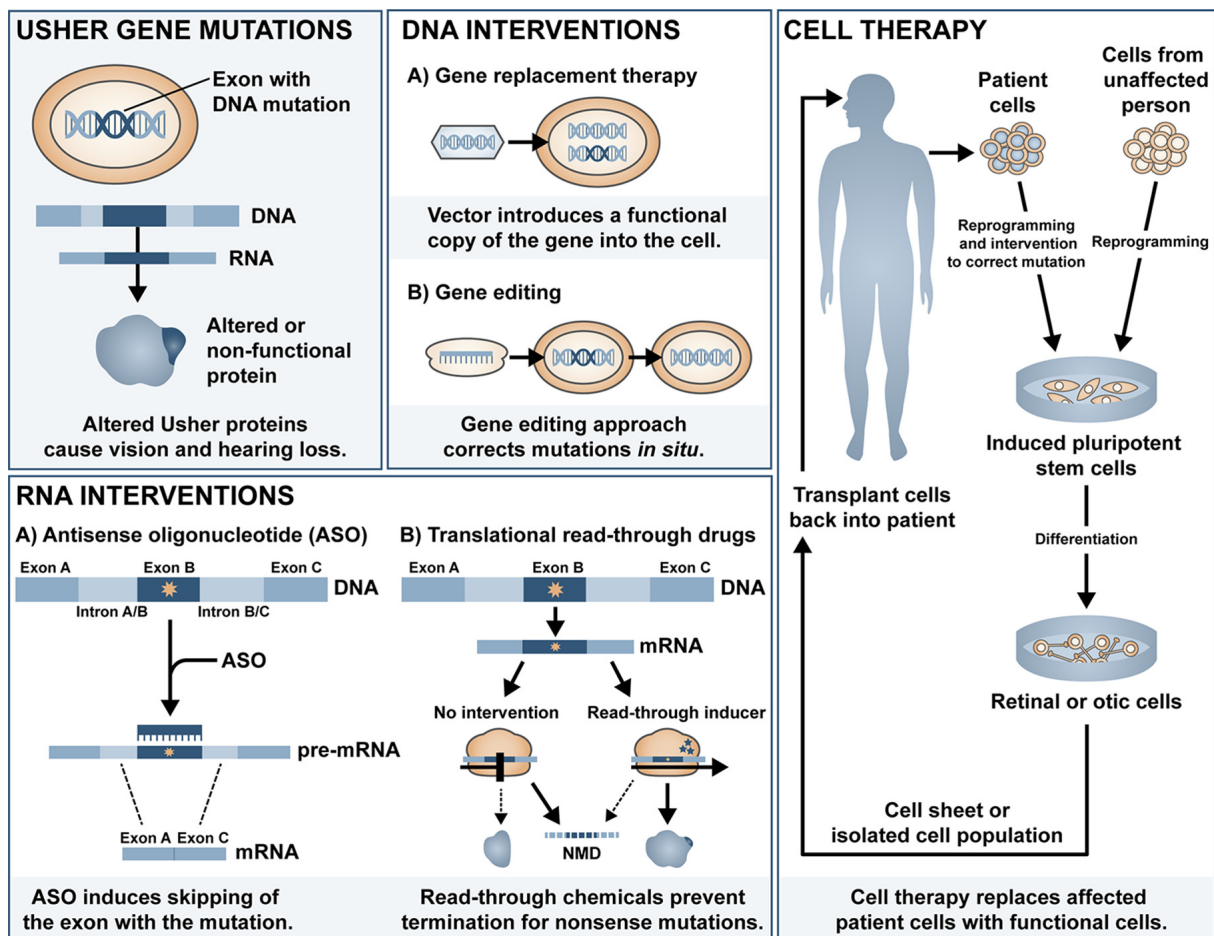 USHER GENE MUTATIONS
Exon with
DNA mutation
DNA
RNA
Altered or
non-functional
protein
Altered Usher proteins
cause vision and hearing loss.
DNA INTERVENTIONS
A) Gene replacement therapy
Vector introduces a functional
copy of the gene into the cell.
B) Gene editing
Gene editing approach
corrects mutations in situ.
CELL THERAPY
Patient
cells
Cells from
unaffected
person
Reprogramming
and intervention
to correct mutation
Reprogramming
Induced pluripotent
stem cells
Transplant cells
back into patient
Differentiation
Retinal or otic cells
Cell sheet or
isolated cell population
Cell therapy replaces affected
patient cells with functional cells.
RNA INTERVENTIONS
A) Antisense oligonucleotide (ASO)
Exon A Exon B Exon C
DNA
Intron A/B Intron B/C
ASO
pre-mRNA
Exon A Exon C
mRNA
ASO induces skipping of
the exon with the mutation.
B) Translational read-through drugs
Exon A Exon B Exon C
DNA
mRNA
No intervention Read-through inducer
NMD
Read-through chemicals prevent
termination for nonsense mutations.